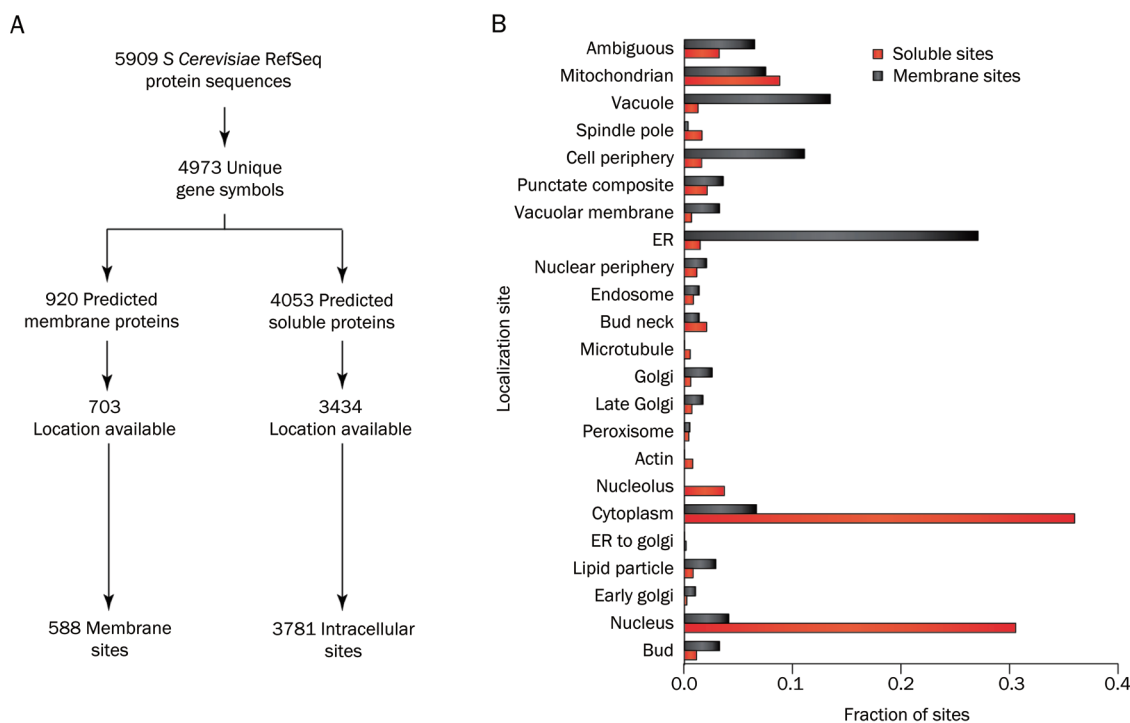 A
5909 S Cerevisiae RefSeq
protein sequences
4973 Unique
gene symbols
920 Predicted
membrane proteins
4053 Predicted
soluble proteins
703
Location available
3434
Location available
588 Membrane
sites
3781 Intracellular
sites
B
Soluble sites
Membrane sites
Localization site
Ambiguous
Mitochondrian
Vacuole
Spindle pole
Cell periphery
Punctate composite
Vacuolar membrane
ER
Nuclear periphery
Endosome
Bud neck
Microtubule
Golgi
Late Golgi
Peroxisome
Actin
Nucleolus
Cytoplasm
ER to golgi
Lipid particle
Early golgi
Nucleus
Bud
0.0 0.1 0.2 0.3 0.4
Fraction of sites